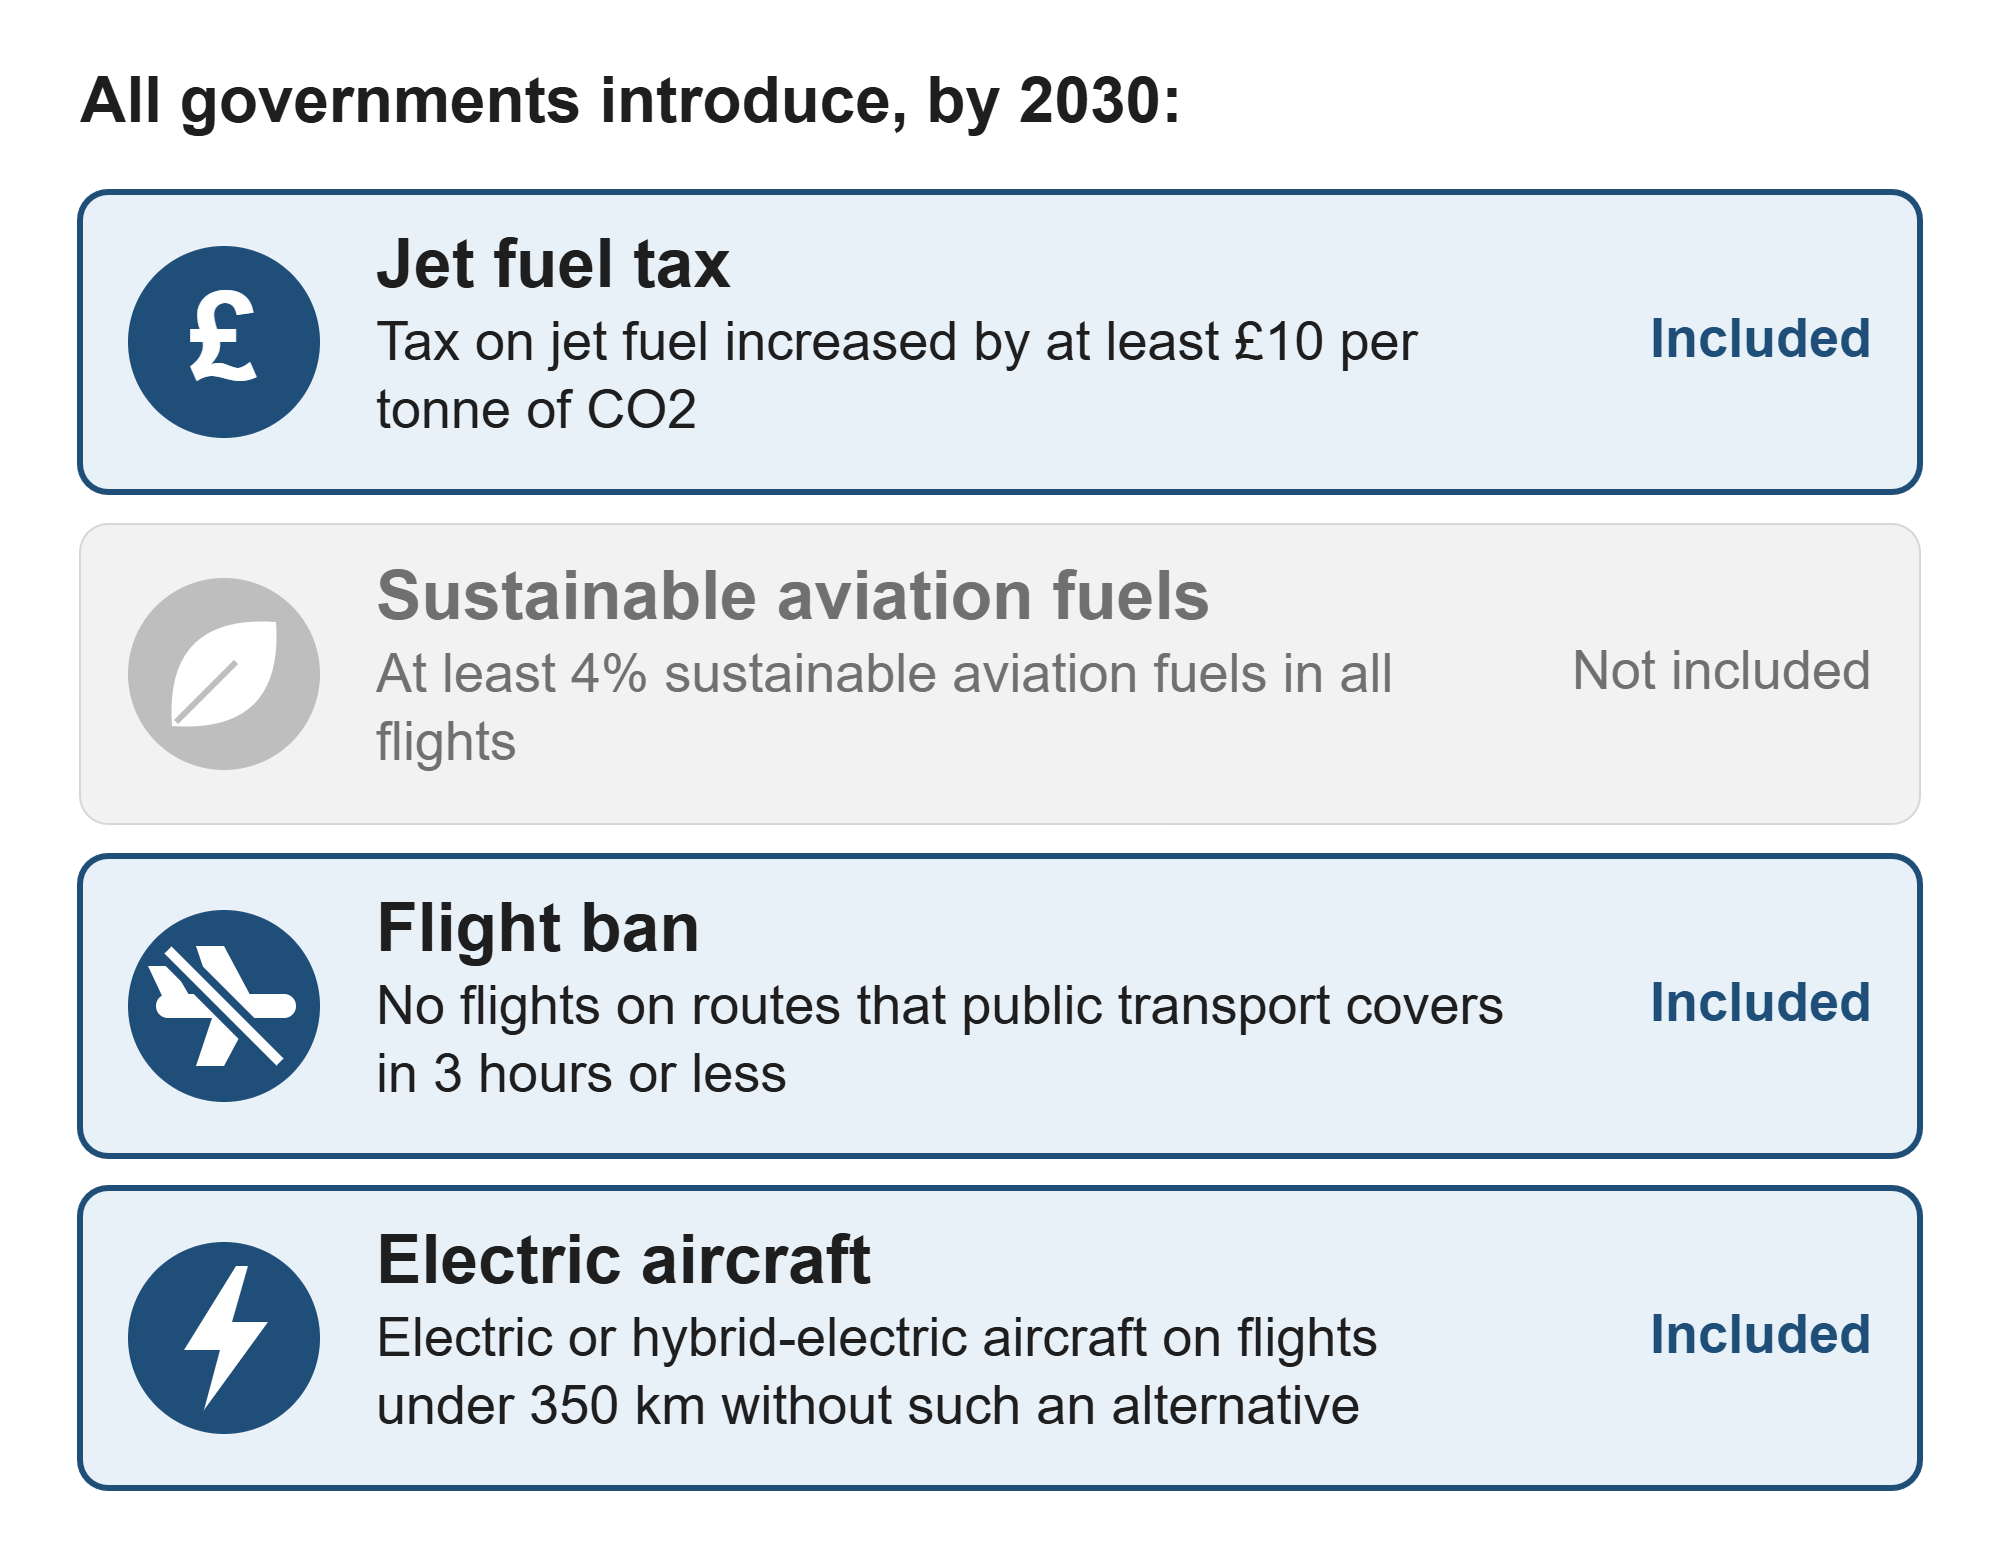 All governments introduce, by 2030:
£
Jet fuel tax
Tax on jet fuel increased by at least £10 per
tonne of CO2
Included
Sustainable aviation fuels
At least 4% sustainable aviation fuels in all
flights
Not included
Flight ban
No flights on routes that public transport covers
in 3 hours or less
Included
Electric aircraft
Electric or hybrid-electric aircraft on flights
under 350 km without such an alternative
Included